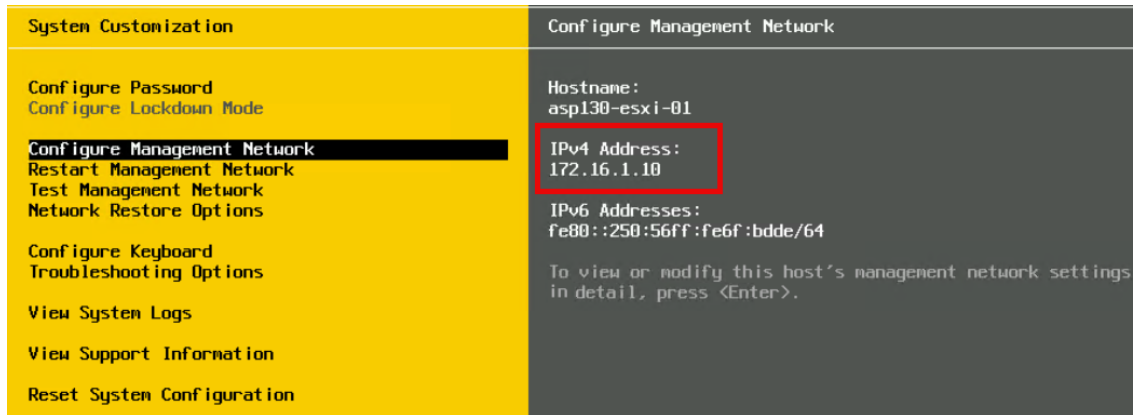 System Customization
Configure Password
Configure Lockdown Mode
Configure Management Network
Restart Management Network
Test Management Network
Network Restore Options
Configure Keyboard
Troubleshooting Options
View System Logs
View Support Information
Reset System Configuration
Configure Management Network
Hostname:
asp130-esxi-01
IPv4 Address:
172.16.1.10
IPv6 Addresses:
fe80::250:56ff:fe6f:bdde/64
To view or modify this host's management network settings
in detail, press <Enter>.